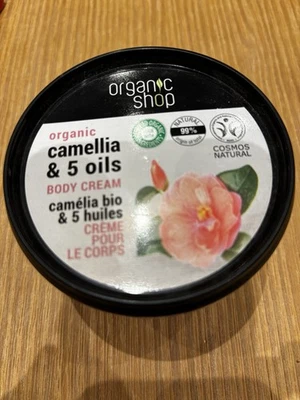 organic
shop
organic
camellia
& 5 oils
BODY CREAM
camélia bio
& 5 huiles
CRÈME
POUR
LE CORPS
NATURAL
99%
COSMOS
NATURAL